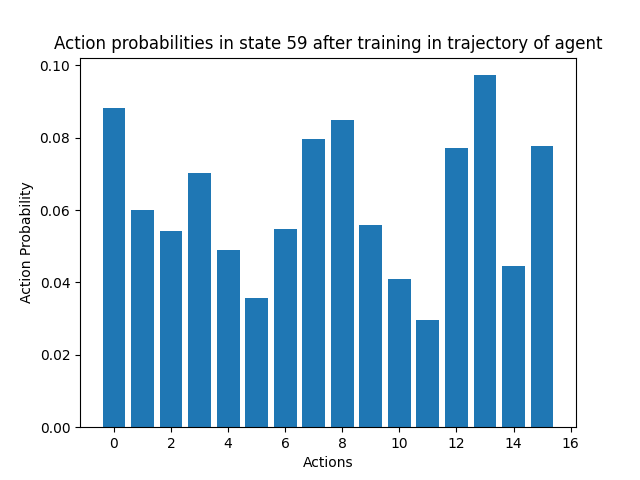 Action probabilities in state 59 after training in trajectory of agent
0.10
0.08
0.06
0.04
0.02
0.00
Action Probability
0 2 4 6 8 10 12 14 16
Actions